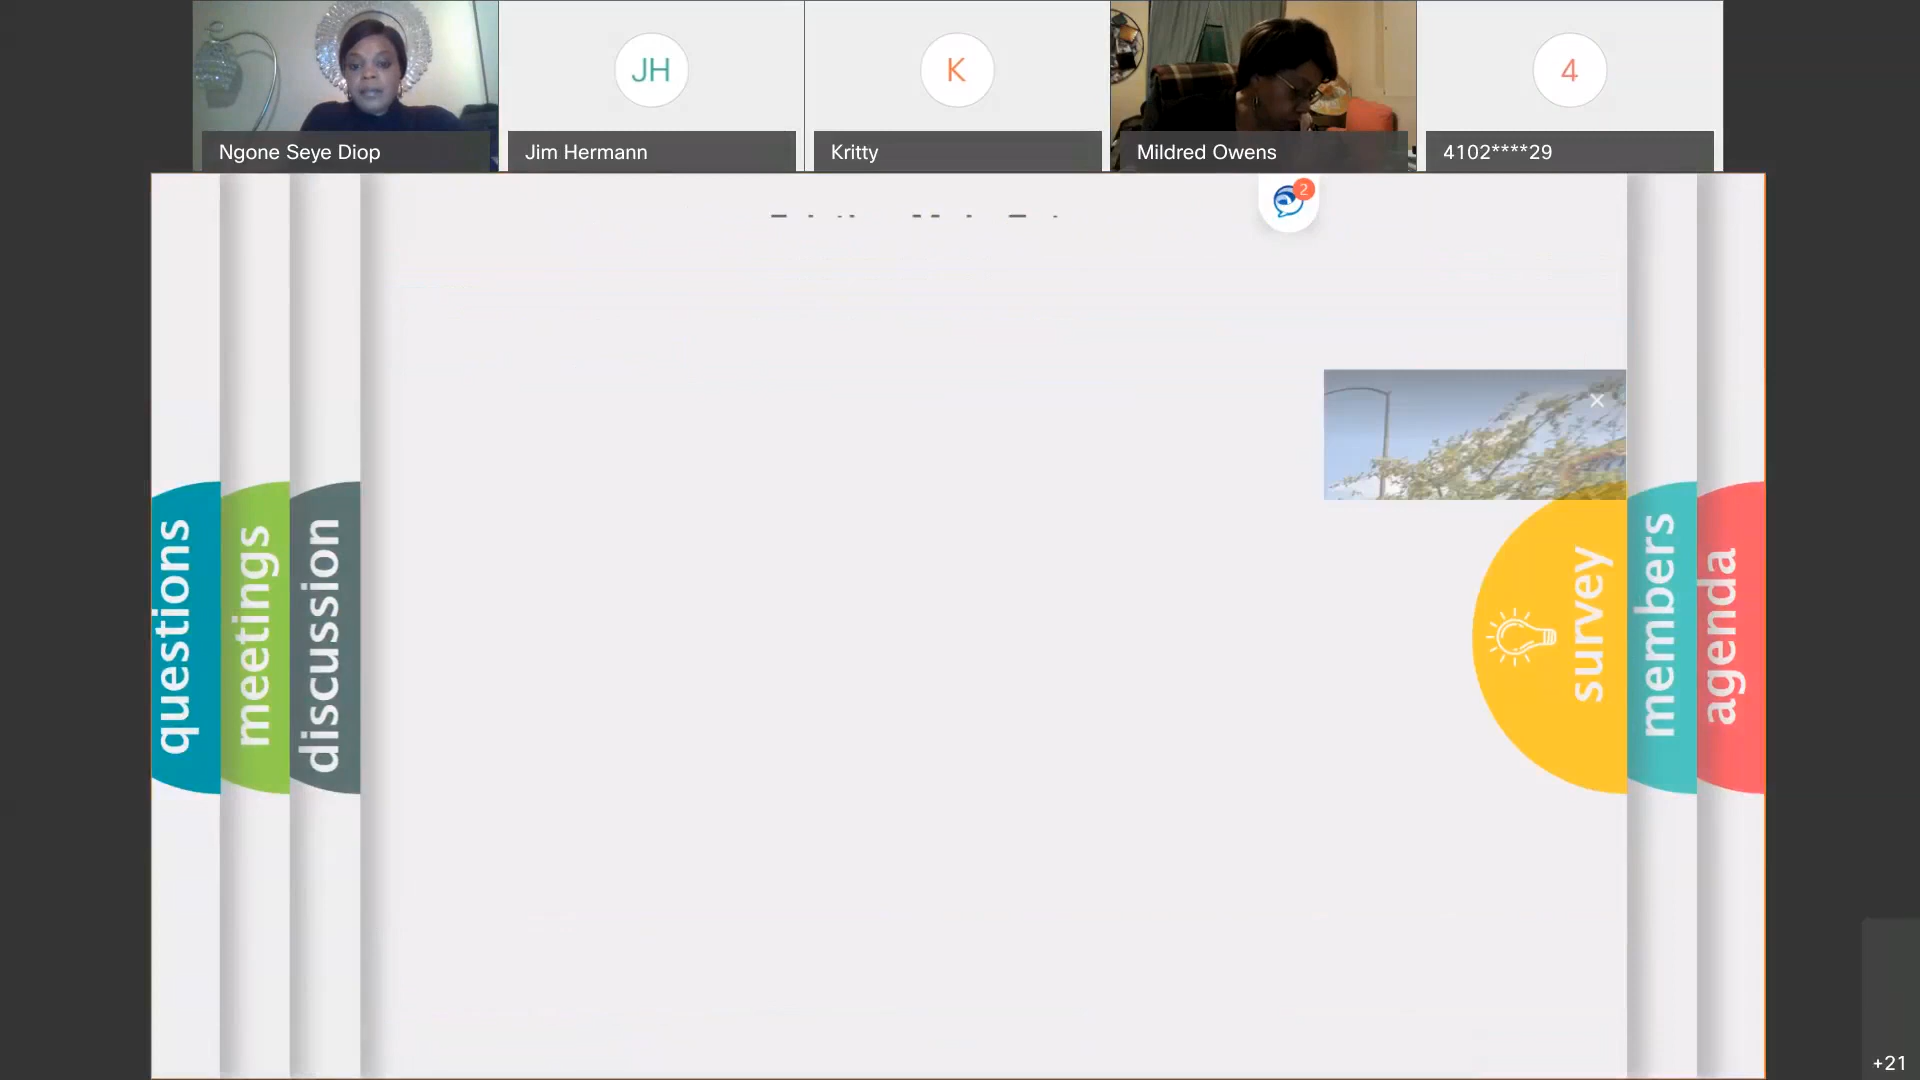 JH
K
4
Ngone Seye Diop
Jim Hermann
Kritty
Mildred Owens
4102****29
2
questions
meetings
discussion
survey
members
agenda
+21